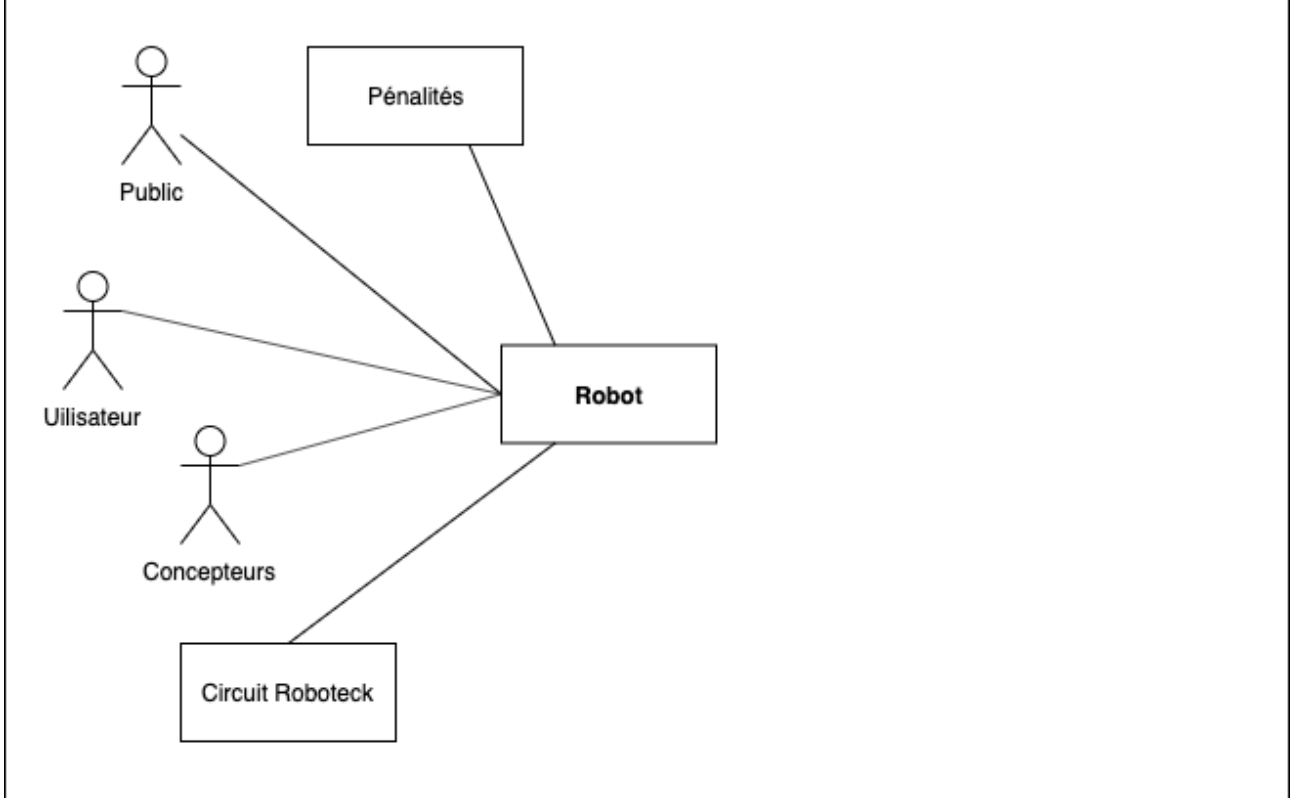 Pénalités
Public
Uilisateur
Robot
Concepteurs
Circuit Roboteck